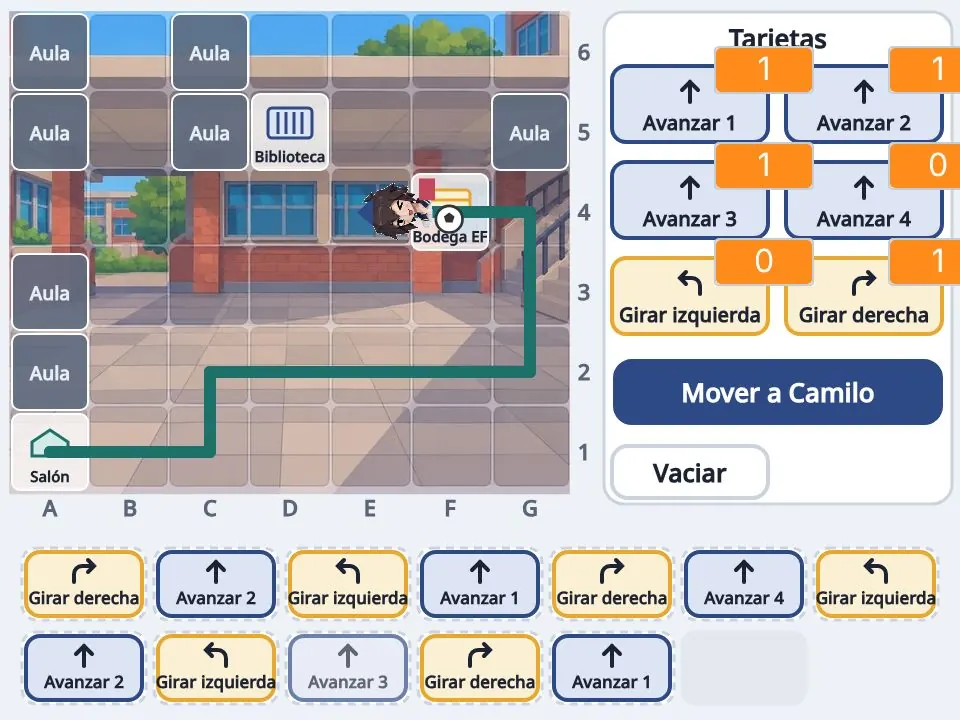 Aula
Aula
6
Aula
Aula
Biblioteca
Aula
5
Bodega EF
4
Aula
3
Aula
2
Salón
1
A B C D E F G
Tarjetas
1
1
Avanzar 1
Avanzar 2
1
0
Avanzar 3
Avanzar 4
0
1
Girar izquierda
Girar derecha
Mover a Camilo
Vaciar
Girar derecha
Avanzar 2
Girar izquierda
Avanzar 1
Girar derecha
Avanzar 4
Girar izquierda
Avanzar 2
Girar izquierda
Avanzar 3
Girar derecha
Avanzar 1